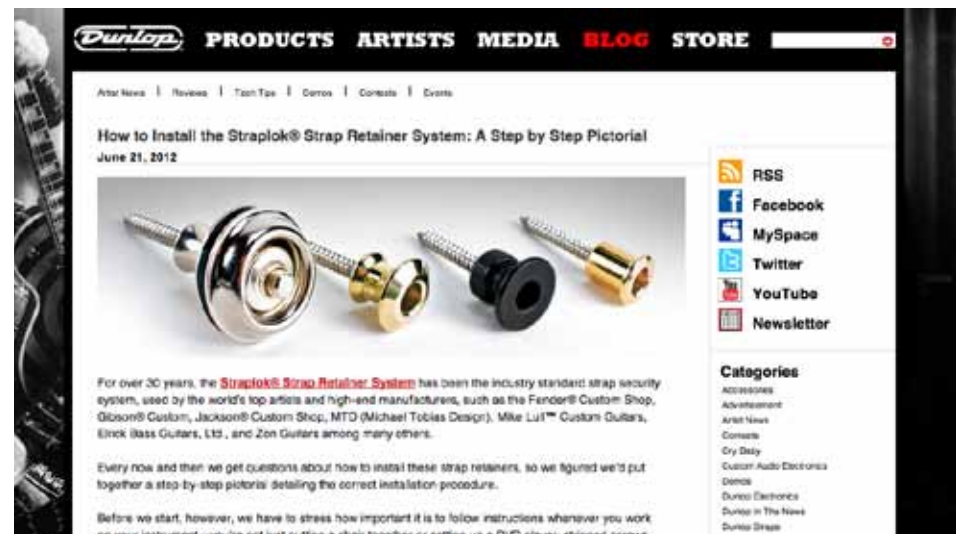 Dunlop PRODUCTS ARTISTS MEDIA BLOG STORE
Artist News | Reviews | Tech Tips | Demos | Contests | Events
How to Install the Straplok® Strap Retainer System: A Step by Step Pictorial
June 21, 2012
RSS
Facebook
MySpace
Twitter
YouTube
Newsletter
For over 30 years, the Straplok® Strap Retainer System has been the industry standard strap security
system, used by the world's top artists and high-end manufacturers, such as the Fender® Custom Shop,
Gibson® Custom, Jackson® Custom Shop, MTD (Michael Tobias Design), Mike Lull™ Custom Guitars,
Elrick Bass Guitars, Ltd., and Zon Guitars among many others.
Every now and then we get questions about how to install these strap retainers, so we figured we'd put
together a step-by-step pictorial detailing the correct installation procedure.
Before we start, however, we have to stress how important it is to follow instructions whenever you work
Categories
Accessories
Advertisement
Artist News
Contests
Cry Baby
Custom Audio Electronics
Demos
Dunlop Electronics
Dunlop In The News
Dunlop Straps